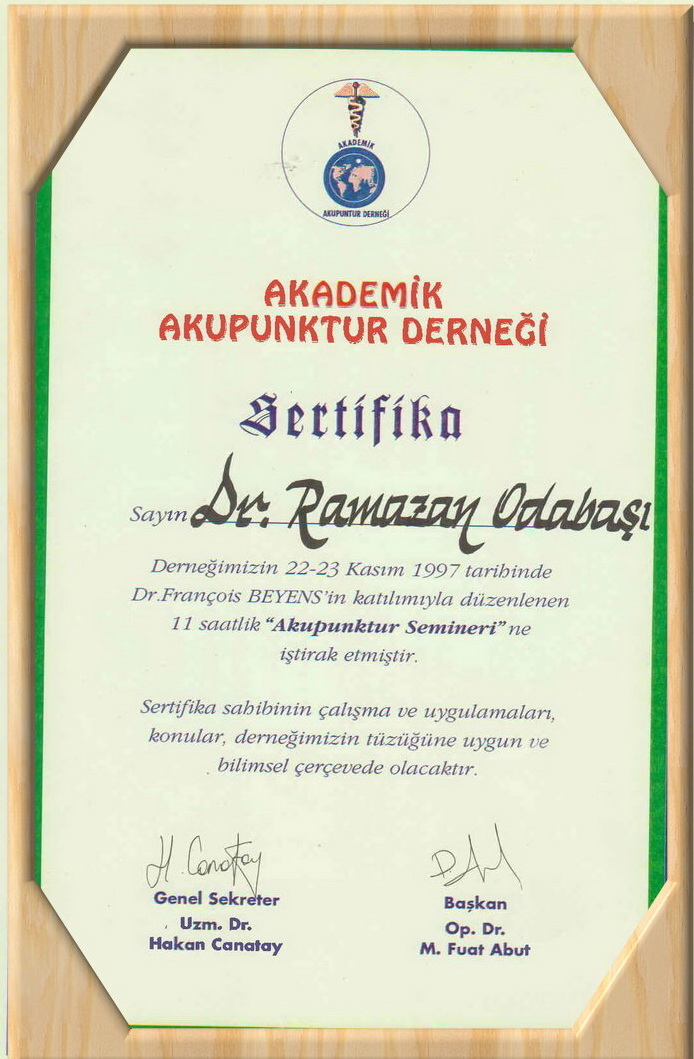 AKADEMİK
AKUPUNTUR DERNEĞİ
AKADEMİK
AKUPUNKTUR DERNEĞİ
Sertifika
Sayın Dr. Ramazan Odabaşı
Derneğimizin 22-23 Kasım 1997 tarihinde
Dr.François BEYENS'in katılımıyla düzenlenen
11 saatlik "Akupunktur Semineri" ne
iştirak etmiştir.
Sertifika sahibinin çalışma ve uygulamaları,
konular, derneğimizin tüzüğüne uygun ve
bilimsel çerçevede olacaktır.
H. Canatay
Genel Sekreter
Uzm. Dr.
Hakan Canatay
Başkan
Op. Dr.
M. Fuat Abut